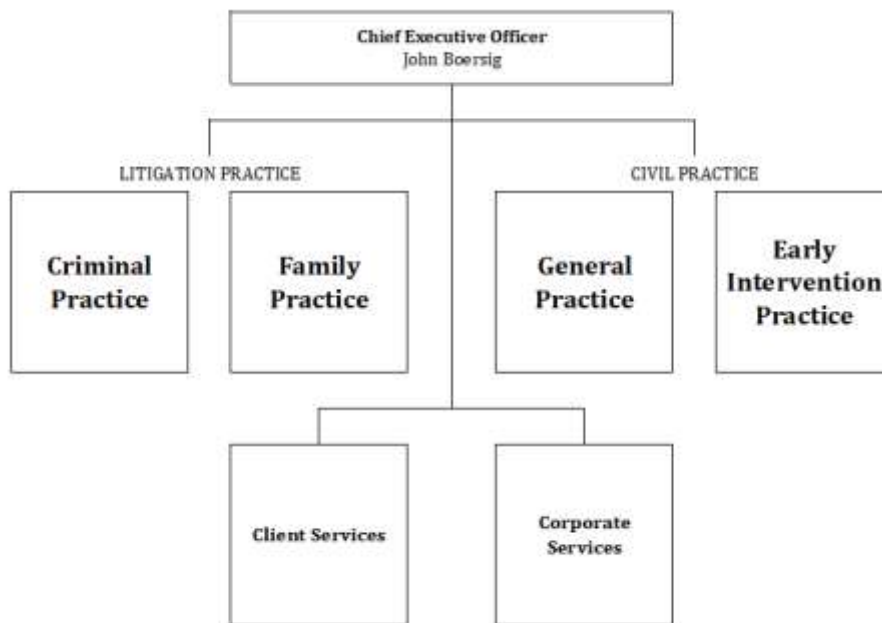 Chief Executive Officer
John Boersig
LITIGATION PRACTICE
CIVIL PRACTICE
Criminal
Practice
Family
Practice
General
Practice
Early
Intervention
Practice
Client Services
Corporate
Services